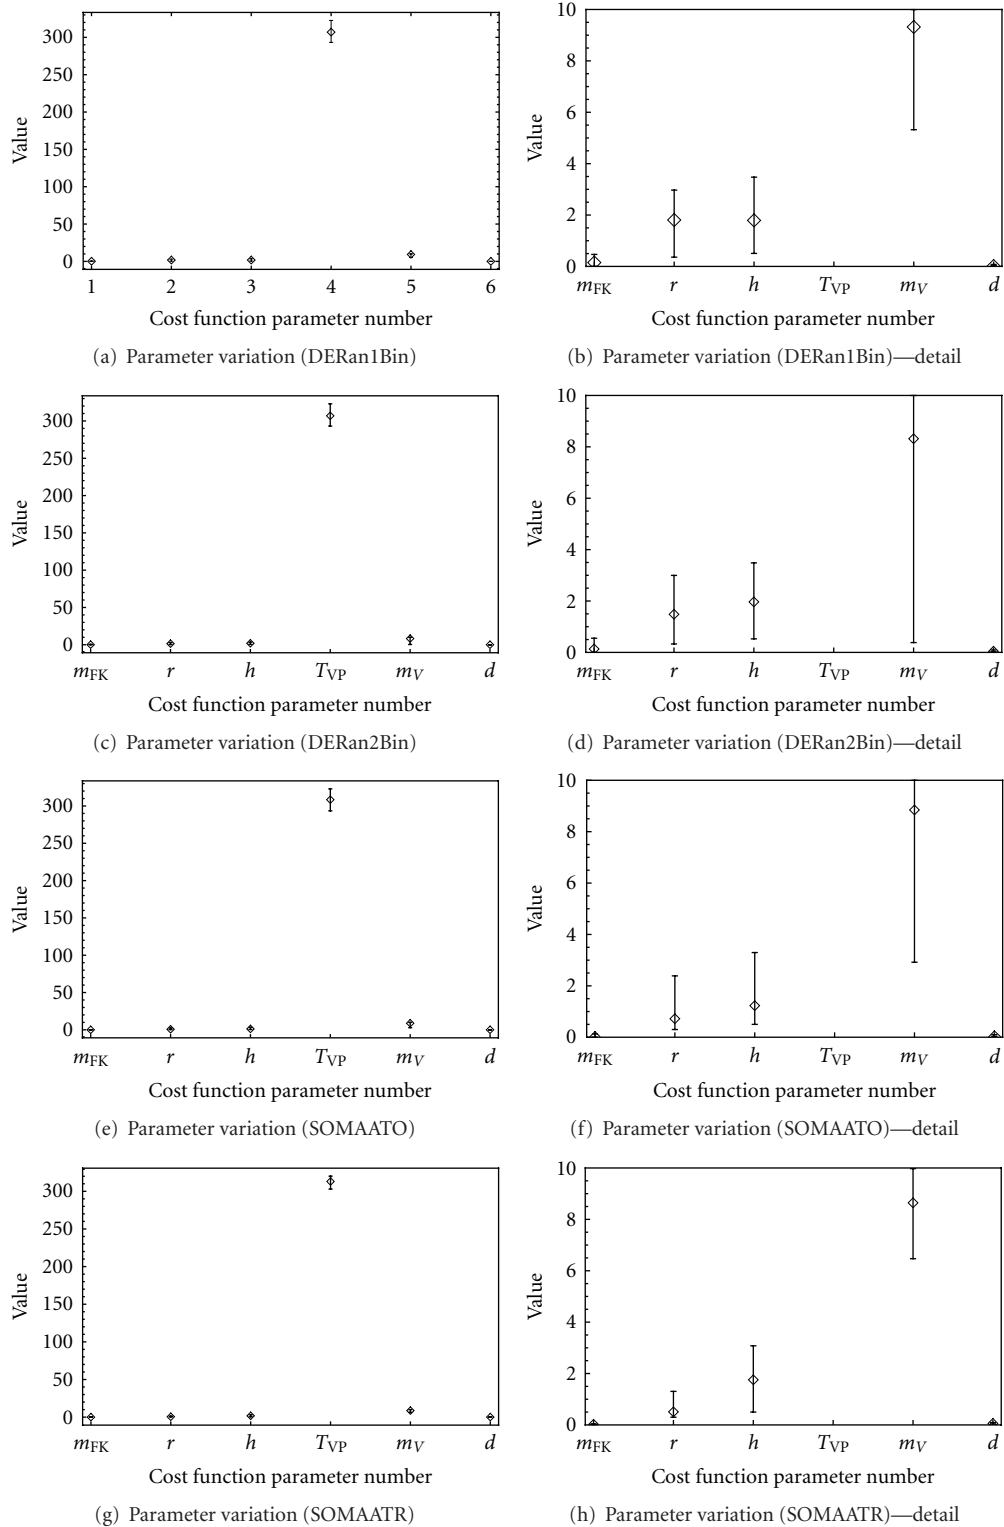 300
250
200
150
100
50
0
Value
1 2 3 4 5 6
Cost function parameter number
(a) Parameter variation (DERan1Bin)
10
8
6
4
2
0
Value
m_FK r h T_VP m_V d
Cost function parameter number
(b) Parameter variation (DERan1Bin)—detail
300
250
200
150
100
50
0
Value
m_FK r h T_VP m_V d
Cost function parameter number
(c) Parameter variation (DERan2Bin)
10
8
6
4
2
0
Value
m_FK r h T_VP m_V d
Cost function parameter number
(d) Parameter variation (DERan2Bin)—detail
300
250
200
150
100
50
0
Value
m_FK r h T_VP m_V d
Cost function parameter number
(e) Parameter variation (SOMAATO)
10
8
6
4
2
0
Value
m_FK r h T_VP m_V d
Cost function parameter number
(f) Parameter variation (SOMAATO)—detail
300
250
200
150
100
50
0
Value
m_FK r h T_VP m_V d
Cost function parameter number
(g) Parameter variation (SOMAATR)
10
8
6
4
2
0
Value
m_FK r h T_VP m_V d
Cost function parameter number
(h) Parameter variation (SOMAATR)—detail